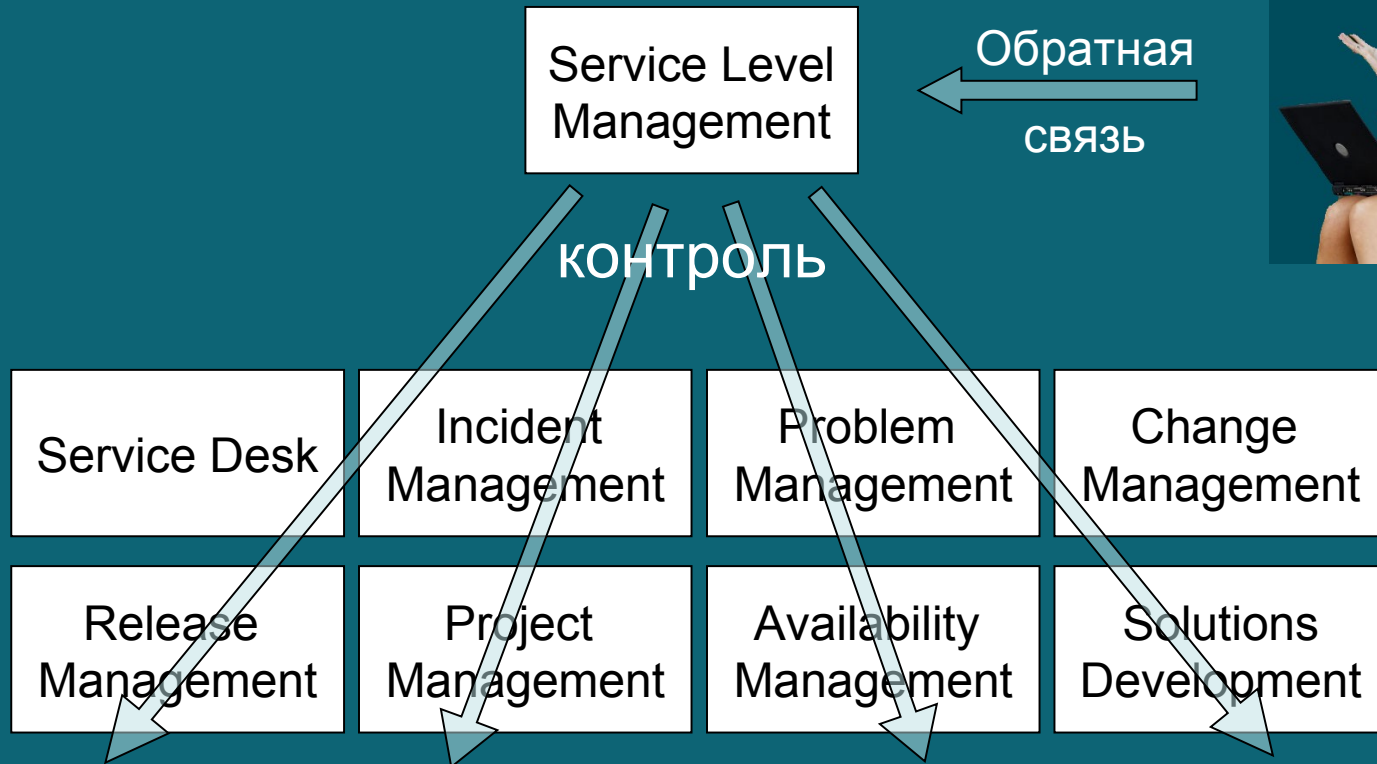 Service Level
Management
Обратная
связь
контроль
Service Desk
Incident
Management
Problem
Management
Change
Management
Release
Management
Project
Management
Availability
Management
Solutions
Development